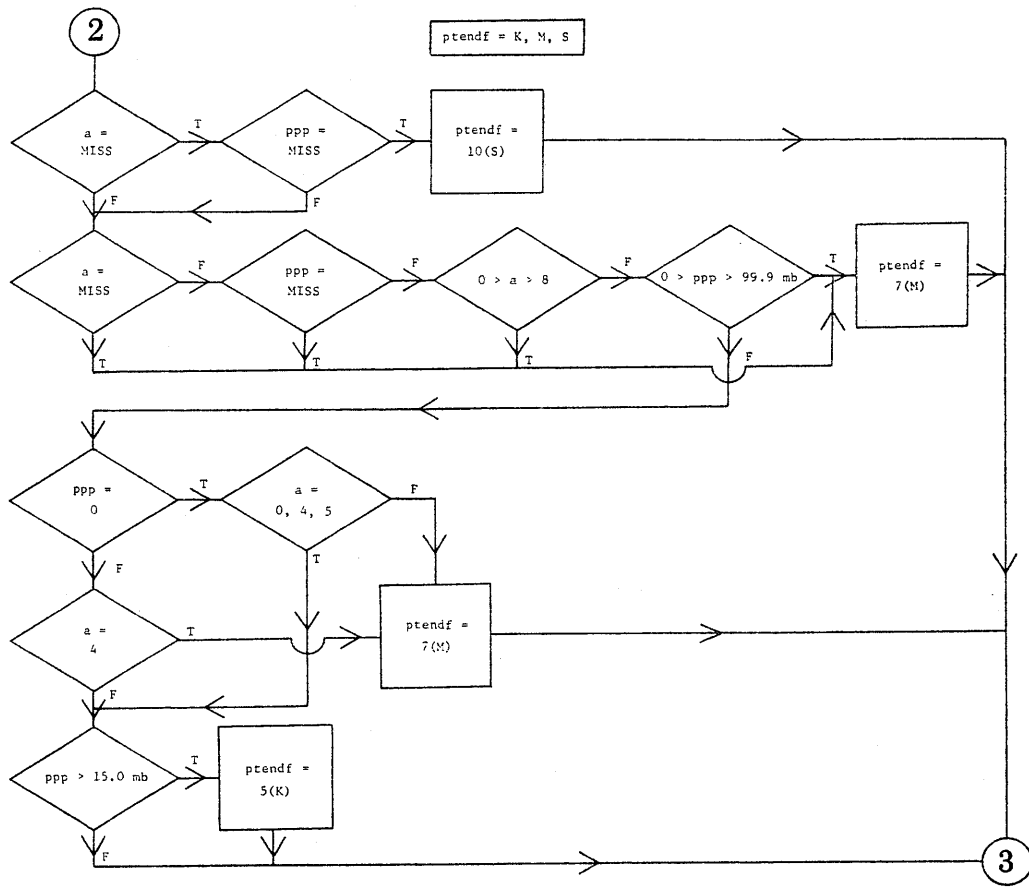 2
ptendf = K, M, S
a =
MISS
T
ppp =
MISS
T
ptendf =
10(S)
F
F
a =
MISS
F
ppp =
MISS
F
0 > a > 8
F
0 > ppp > 99.9 mb
T
ptendf =
7(M)
T
T
T
F
ppp =
0
T
a =
0, 4, 5
F
F
T
a =
4
T
ptendf =
7(M)
F
ppp > 15.0 mb
T
ptendf =
5(K)
F
3